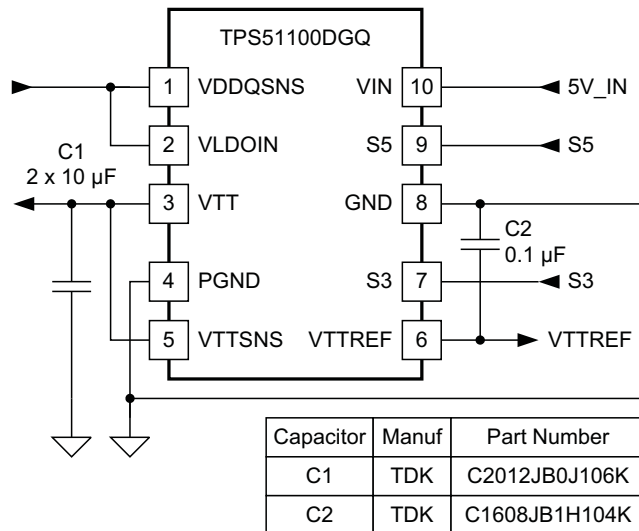 TPS51100DGQ
1 VDDQSNS VIN 10 5V_IN
2 VLDOIN S5 9 S5
C1
2 x 10 µF
3 VTT GND 8
C2
0.1 µF
4 PGND S3 7 S3
5 VTTSNS VTTREF 6 VTTREF
Capacitor Manuf Part Number
C1 TDK C2012JB0J106K
C2 TDK C1608JB1H104K